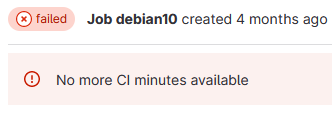 failed Job debian10 created 4 months ago
No more CI minutes available